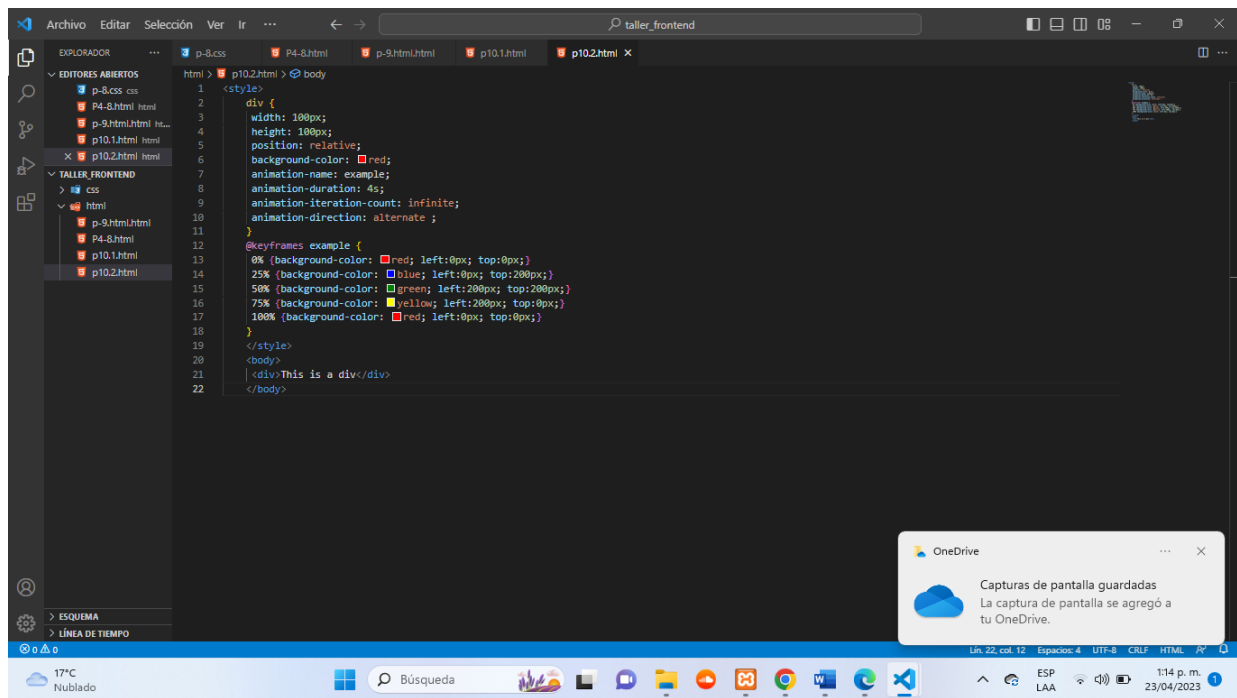 Archivo Editar Selección Ver Ir ··· taller_frontend
EXPLORADOR ···
EDITORES ABIERTOS
p-8.css css
P4-8.html html
p-9.html.html ht...
p10.1.html html
p10.2.html html
TALLER_FRONTEND
css
html
p-9.html.html
P4-8.html
p10.1.html
p10.2.html
ESQUEMA
LÍNEA DE TIEMPO
p-8.css P4-8.html p-9.html.html p10.1.html p10.2.html
html > p10.2.html > body
1 <style>
2 div {
3 width: 100px;
4 height: 100px;
5 position: relative;
6 background-color: red;
7 animation-name: example;
8 animation-duration: 4s;
9 animation-iteration-count: infinite;
10 animation-direction: alternate ;
11 }
12 @keyframes example {
13 0% {background-color: red; left:0px; top:0px;}
14 25% {background-color: blue; left:0px; top:200px;}
15 50% {background-color: green; left:200px; top:200px;}
16 75% {background-color: yellow; left:200px; top:0px;}
17 100% {background-color: red; left:0px; top:0px;}
18 }
19 </style>
20 <body>
21 <div>This is a div</div>
22 </body>
OneDrive ···
Capturas de pantalla guardadas
La captura de pantalla se agregó a
tu OneDrive.
0 0 Lín. 22, col. 12 Espacios: 4 UTF-8 CRLF HTML
17°C
Nublado
Búsqueda
ESP
LAA
1:14 p. m.
23/04/2023
1